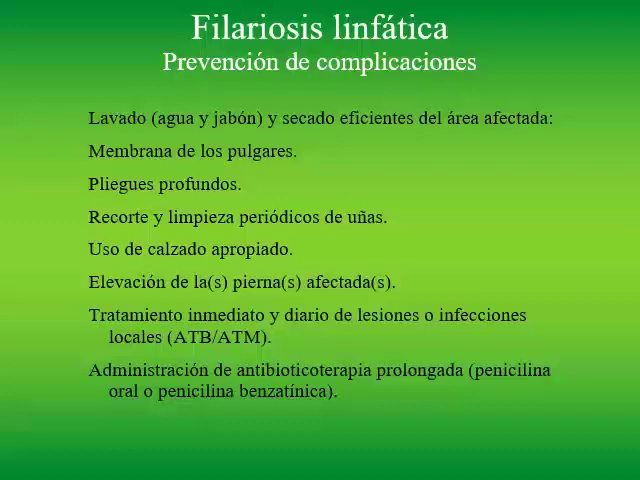 Filariosis linfática
Prevención de complicaciones
Lavado (agua y jabón) y secado eficientes del área afectada:
Membrana de los pulgares.
Pliegues profundos.
Recorte y limpieza periódicos de uñas.
Uso de calzado apropiado.
Elevación de la(s) pierna(s) afectada(s).
Tratamiento inmediato y diario de lesiones o infecciones
locales (ATB/ATM).
Administración de antibioticoterapia prolongada (penicilina
oral o penicilina benzatínica).